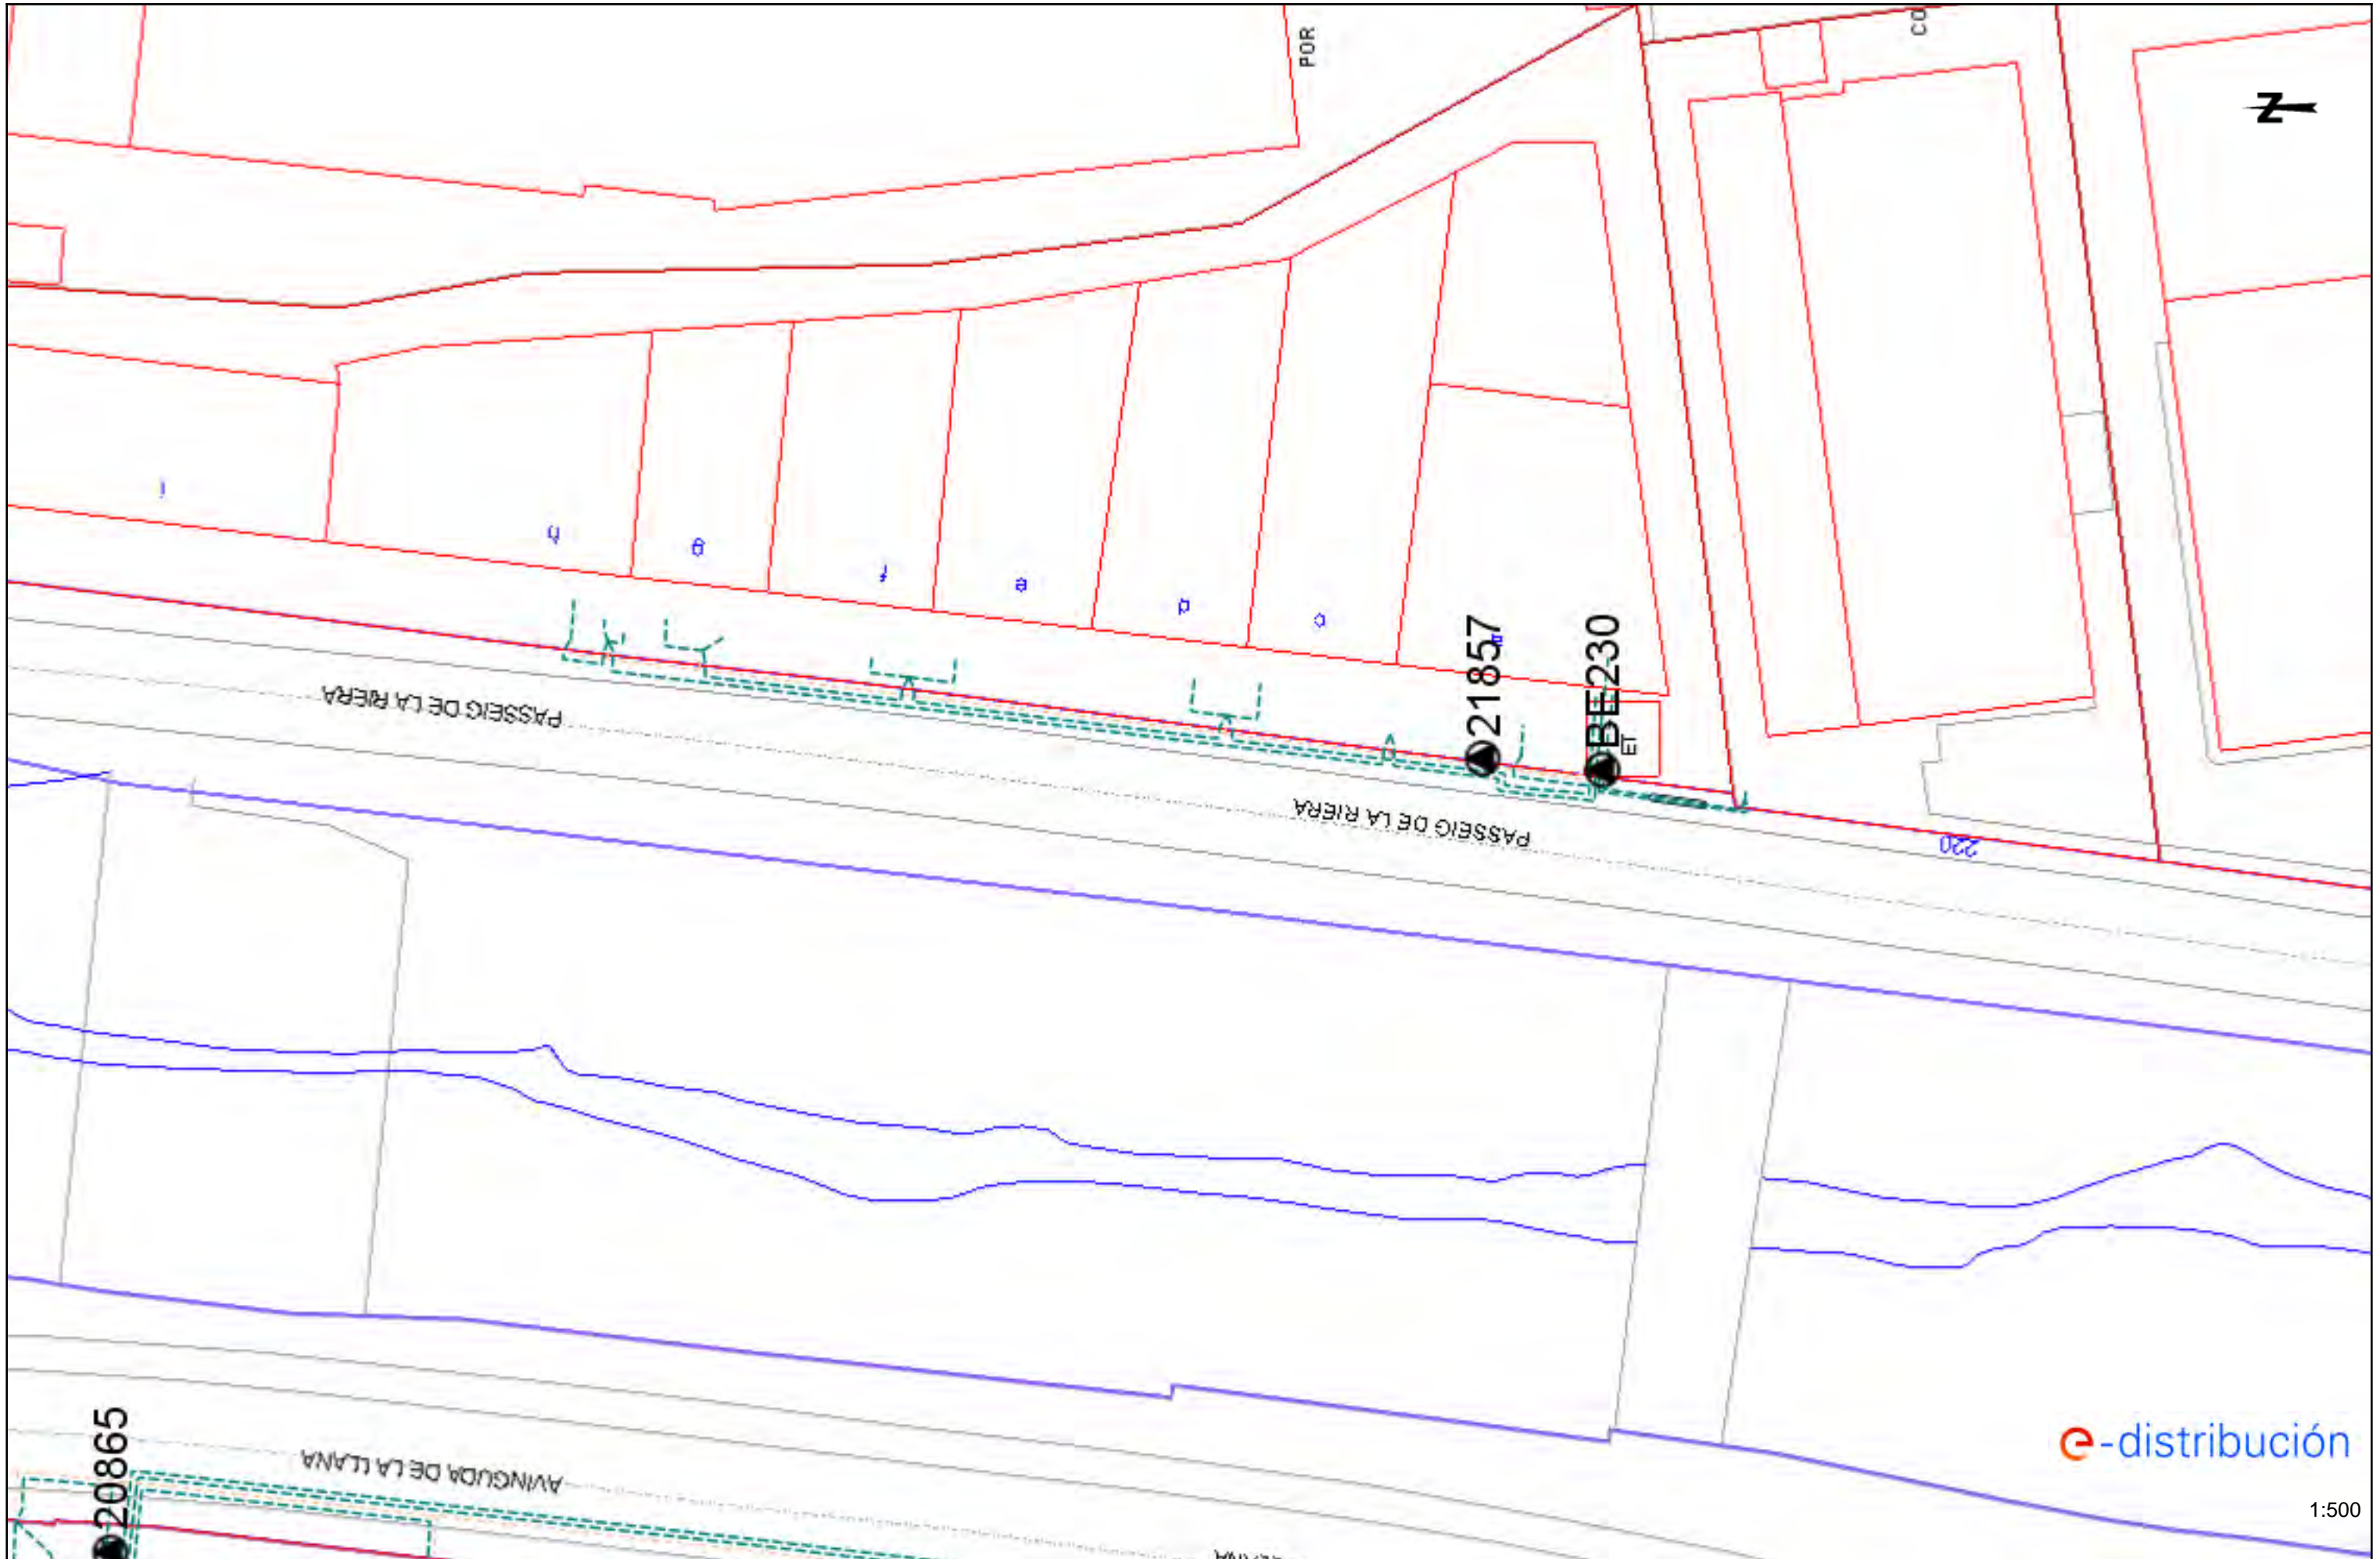 POR
CO
Z
i
h
g
f
e
d
c
21857
BE230
ET
PASSEIG DE LA RIERA
PASSEIG DE LA RIERA
220
20865
AVINGUDA DE LA LLANA
e-distribución
1:500